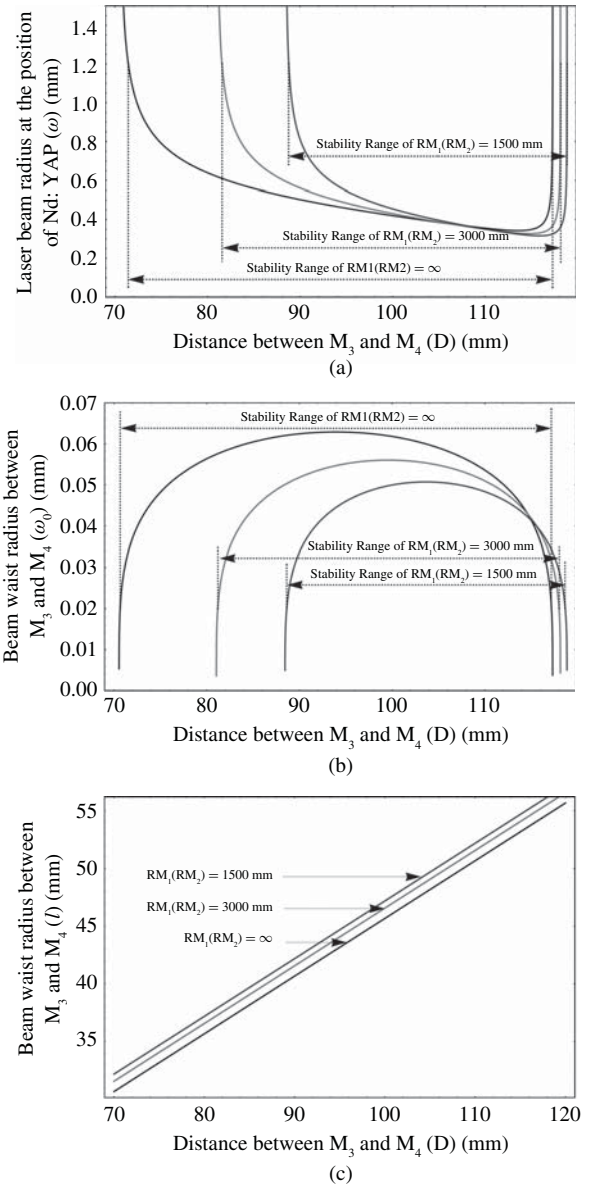 Laser beam radius at the position
of Nd: YAP (ω) (mm)
1.4
1.2
1.0
0.8
0.6
0.4
0.2
0.0
Stability Range of RM₁(RM₂) = 1500 mm
Stability Range of RM₁(RM₂) = 3000 mm
Stability Range of RM1(RM2) = ∞
70 80 90 100 110
Distance between M₃ and M₄ (D) (mm)
(a)
Beam waist radius between
M₃ and M₄ (ω₀) (mm)
0.07
0.06
0.05
0.04
0.03
0.02
0.01
0.00
Stability Range of RM1(RM2) = ∞
Stability Range of RM₁(RM₂) = 3000 mm
Stability Range of RM₁(RM₂) = 1500 mm
70 80 90 100 110
Distance between M₃ and M₄ (D) (mm)
(b)
Beam waist radius between
M₃ and M₄ (l) (mm)
55
50
45
40
35
RM₁(RM₂) = 1500 mm
RM₁(RM₂) = 3000 mm
RM₁(RM₂) = ∞
70 80 90 100 110 120
Distance between M₃ and M₄ (D) (mm)
(c)